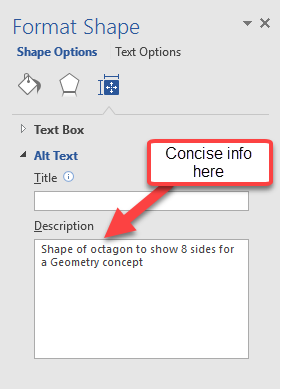 Format Shape
Shape Options Text Options
Text Box
Alt Text
Concise info
here
Title
Description
Shape of octagon to show 8 sides for
a Geometry concept